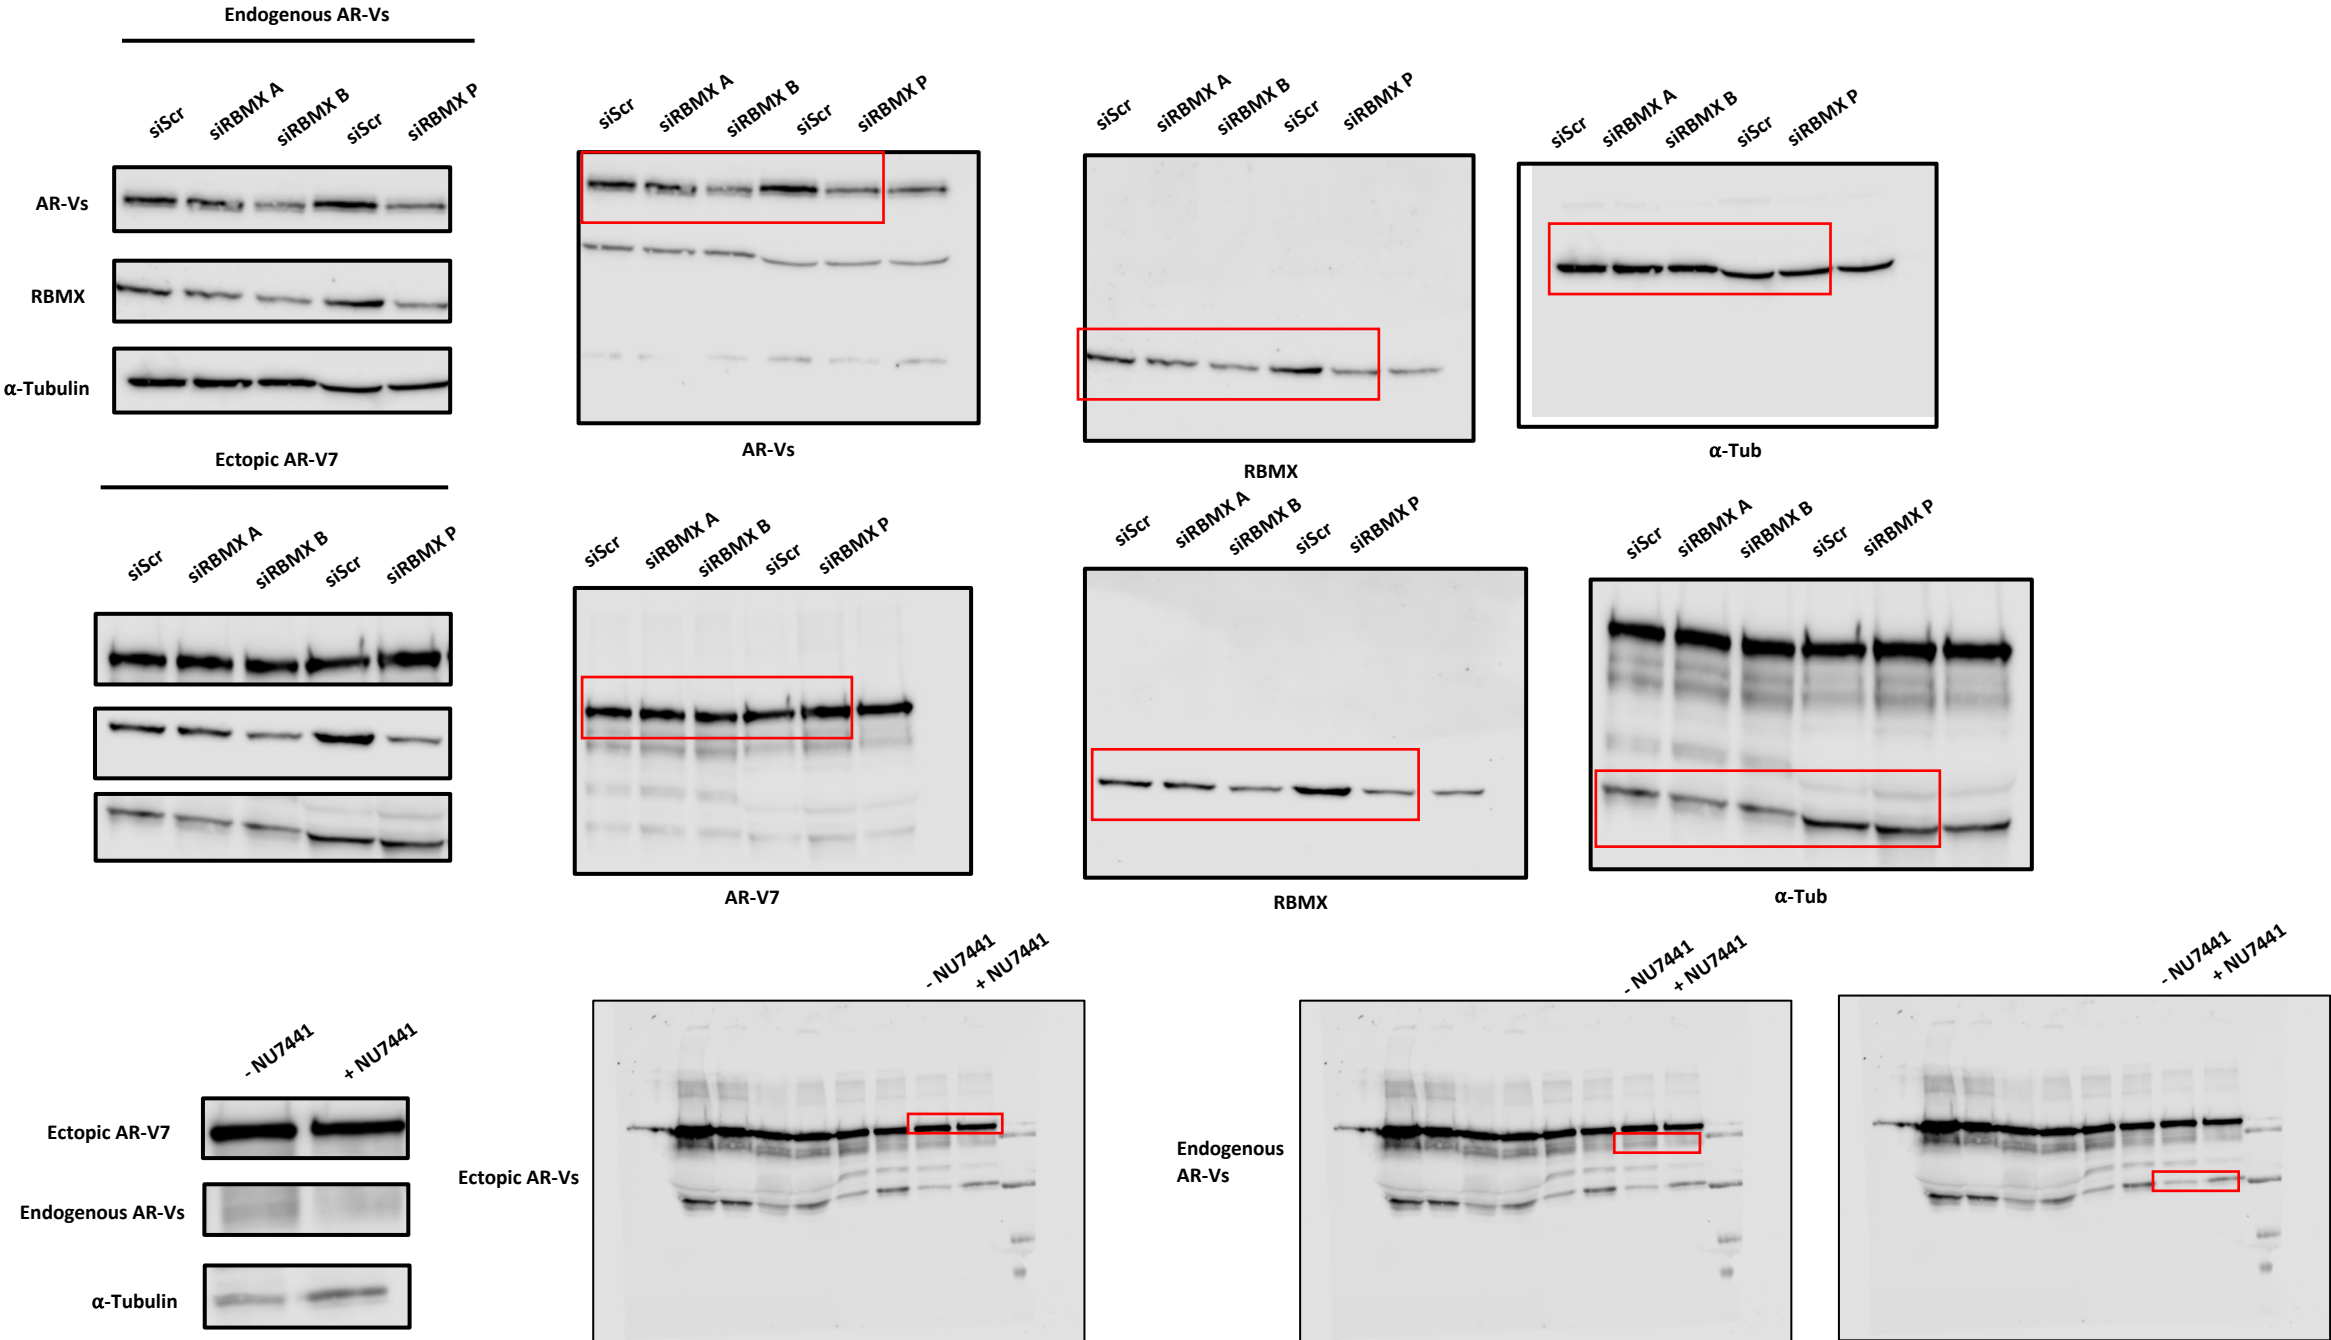 Endogenous AR-Vs
siScr
siRBMX A
siRBMX B
siScr
siRBMX P
siScr
siRBMX A
siRBMX B
siScr
siRBMX P
siScr
siRBMX A
siRBMX B
siScr
siRBMX P
siScr
siRBMX A
siRBMX B
siScr
siRBMX P
AR-Vs
RBMX
α-Tubulin
AR-Vs
RBMX
α-Tub
Ectopic AR-V7
siScr
siRBMX A
siRBMX B
siScr
siRBMX P
siScr
siRBMX A
siRBMX B
siScr
siRBMX P
siScr
siRBMX A
siRBMX B
siScr
siRBMX P
siScr
siRBMX A
siRBMX B
siScr
siRBMX P
AR-V7
RBMX
α-Tub
- NU7441
+ NU7441
- NU7441
+ NU7441
- NU7441
+ NU7441
- NU7441
+ NU7441
Ectopic AR-V7
Endogenous AR-Vs
α-Tubulin
Ectopic AR-Vs
Endogenous
AR-Vs